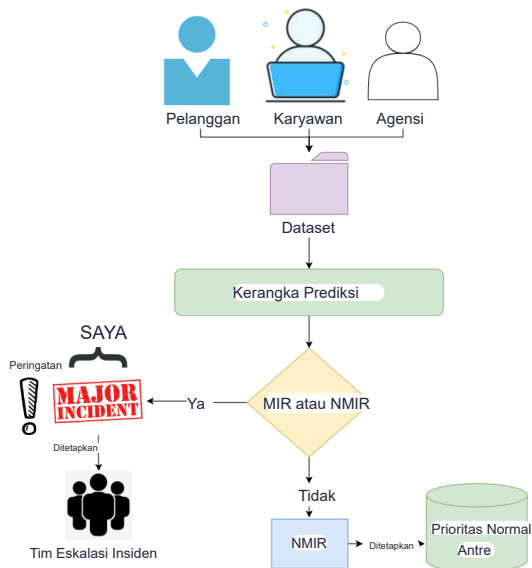 Pelanggan
Karyawan
Agensi
Dataset
Kerangka Prediksi
SAYA
Peringatan
MAJOR
INCIDENT
Ya
MIR atau NMIR
Ditetapkan
Tim Eskalasi Insiden
Tidak
NMIR
Ditetapkan
Prioritas Normal
Antre